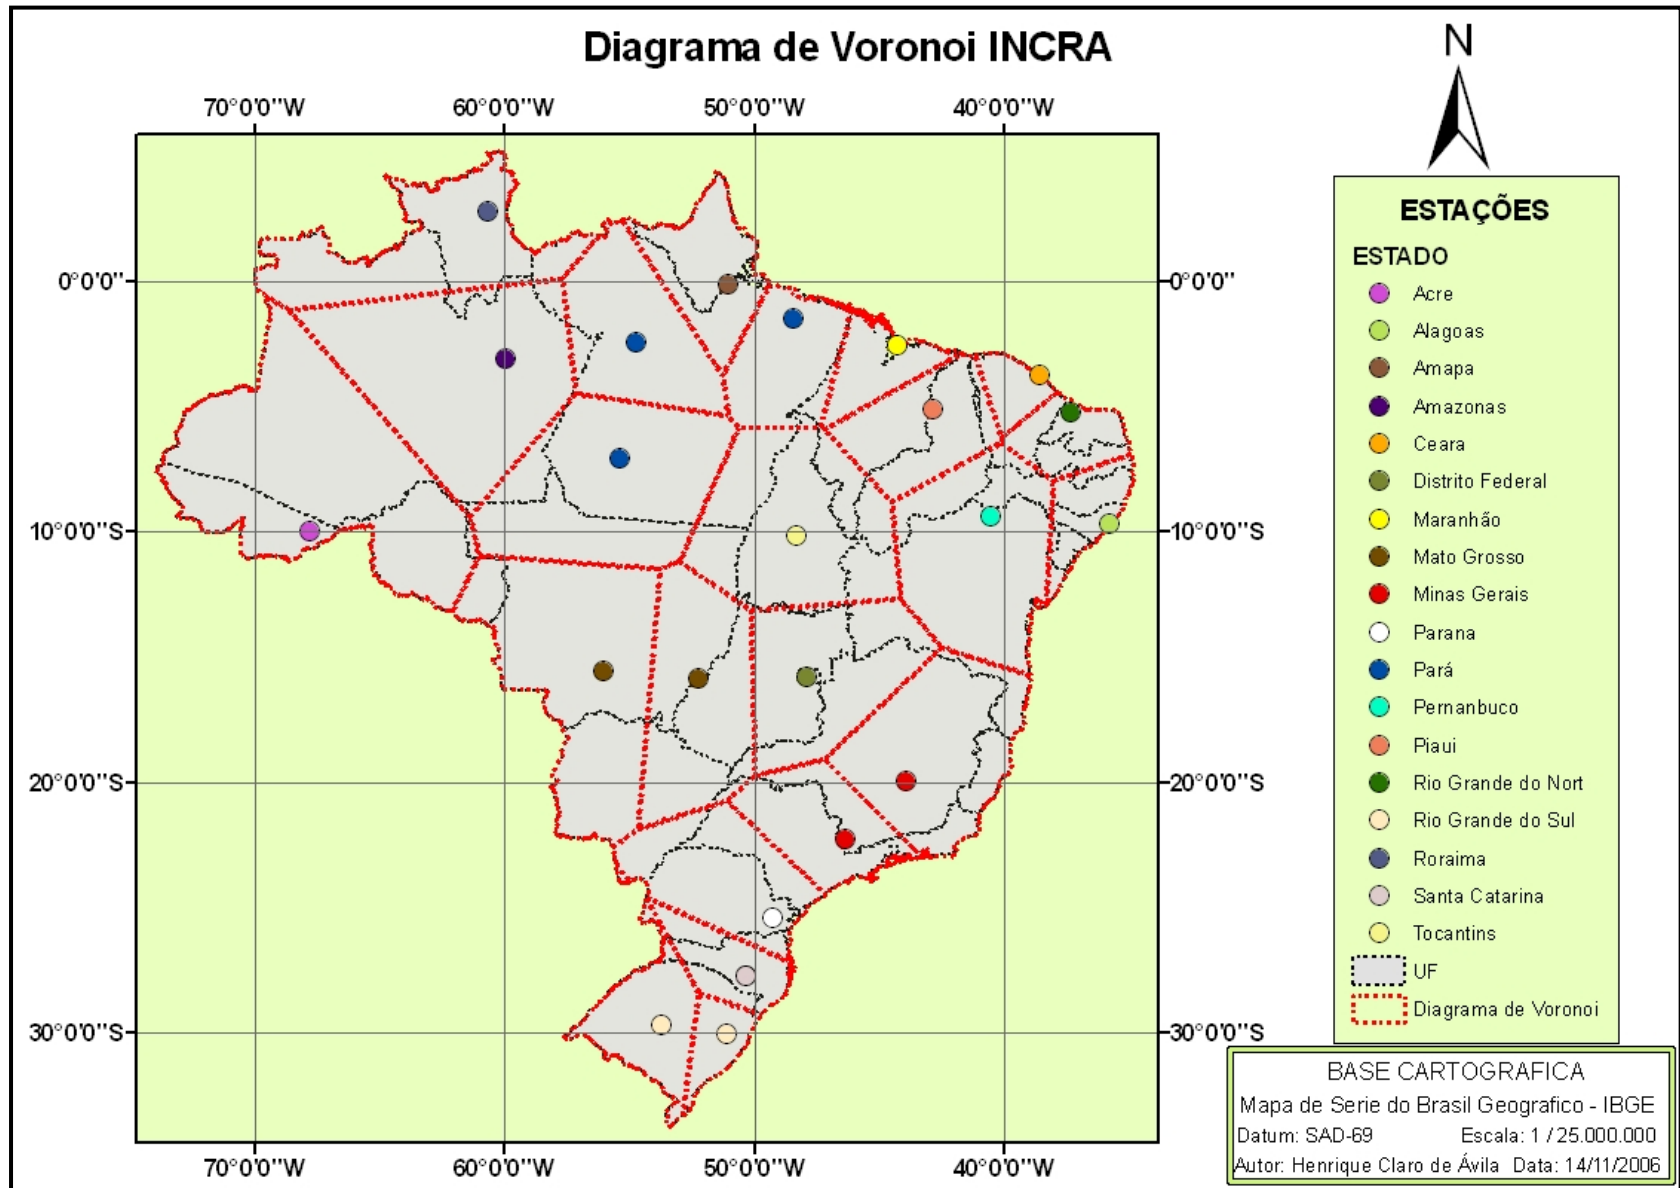 Diagrama de Voronoi INCRA
N
70°0'0"W 60°0'0"W 50°0'0"W 40°0'0"W
0°0'0" 0°0'0"
10°0'0"S 10°0'0"S
20°0'0"S 20°0'0"S
30°0'0"S 30°0'0"S
70°0'0"W 60°0'0"W 50°0'0"W 40°0'0"W
ESTAÇÕES
ESTADO
Acre
Alagoas
Amapa
Amazonas
Ceara
Distrito Federal
Maranhão
Mato Grosso
Minas Gerais
Parana
Pará
Pernanbuco
Piaui
Rio Grande do Nort
Rio Grande do Sul
Roraima
Santa Catarina
Tocantins
UF
Diagrama de Voronoi
BASE CARTOGRAFICA
Mapa de Serie do Brasil Geografico - IBGE
Datum: SAD-69 Escala: 1 / 25.000.000
Autor: Henrique Claro de Ávila Data: 14/11/2006